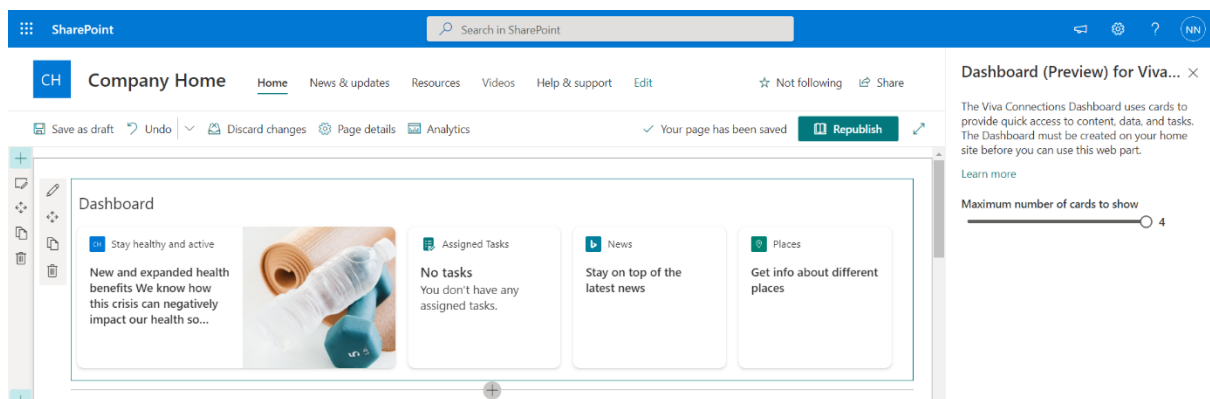 SharePoint
Search in SharePoint
NN
CH
Company Home
Home
News & updates
Resources
Videos
Help & support
Edit
Not following
Share
Save as draft
Undo
Discard changes
Page details
Analytics
Your page has been saved
Republish
Dashboard
CH
Stay healthy and active
New and expanded health
benefits We know how
this crisis can negatively
impact our health so...
5
Assigned Tasks
No tasks
You don't have any
assigned tasks.
News
Stay on top of the
latest news
Places
Get info about different
places
Dashboard (Preview) for Viva...
The Viva Connections Dashboard uses cards to
provide quick access to content, data, and tasks.
The Dashboard must be created on your home
site before you can use this web part.
Learn more
Maximum number of cards to show
4